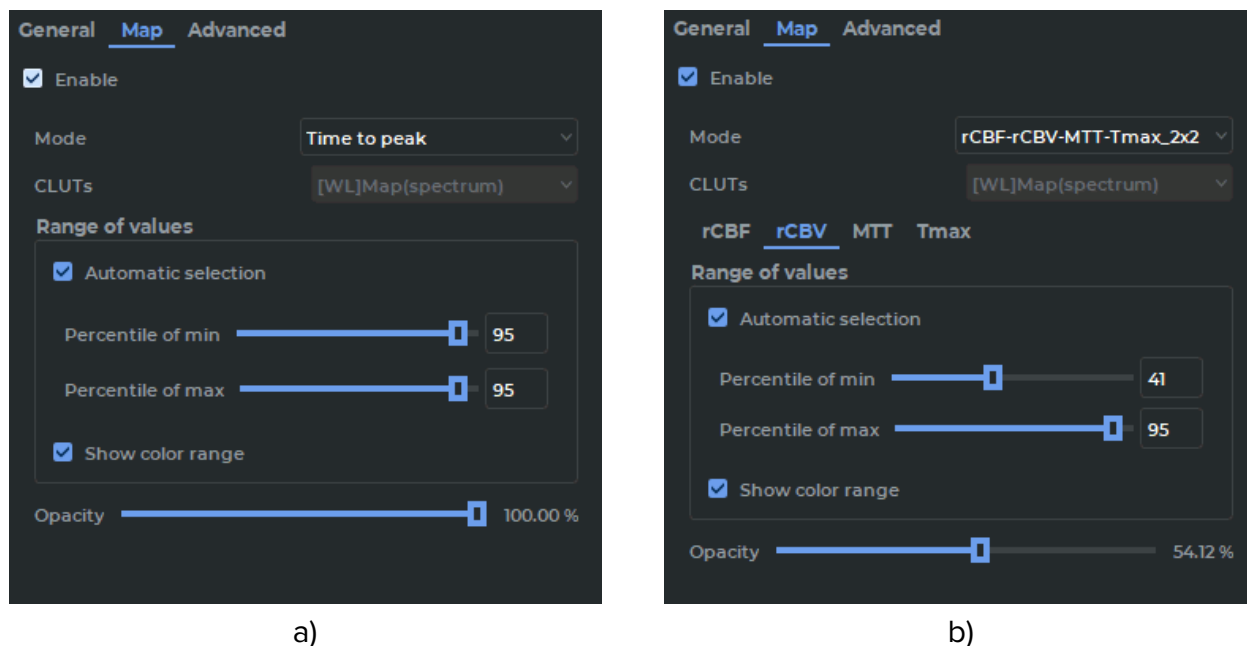 General Map Advanced
Enable
Mode Time to peak
CLUTs [WL]Map(spectrum)
Range of values
Automatic selection
Percentile of min 95
Percentile of max 95
Show color range
Opacity 100.00 %
a)
General Map Advanced
Enable
Mode rCBF-rCBV-MTT-Tmax_2x2
CLUTs [WL]Map(spectrum)
rCBF rCBV MTT Tmax
Range of values
Automatic selection
Percentile of min 41
Percentile of max 95
Show color range
Opacity 54.12 %
b)